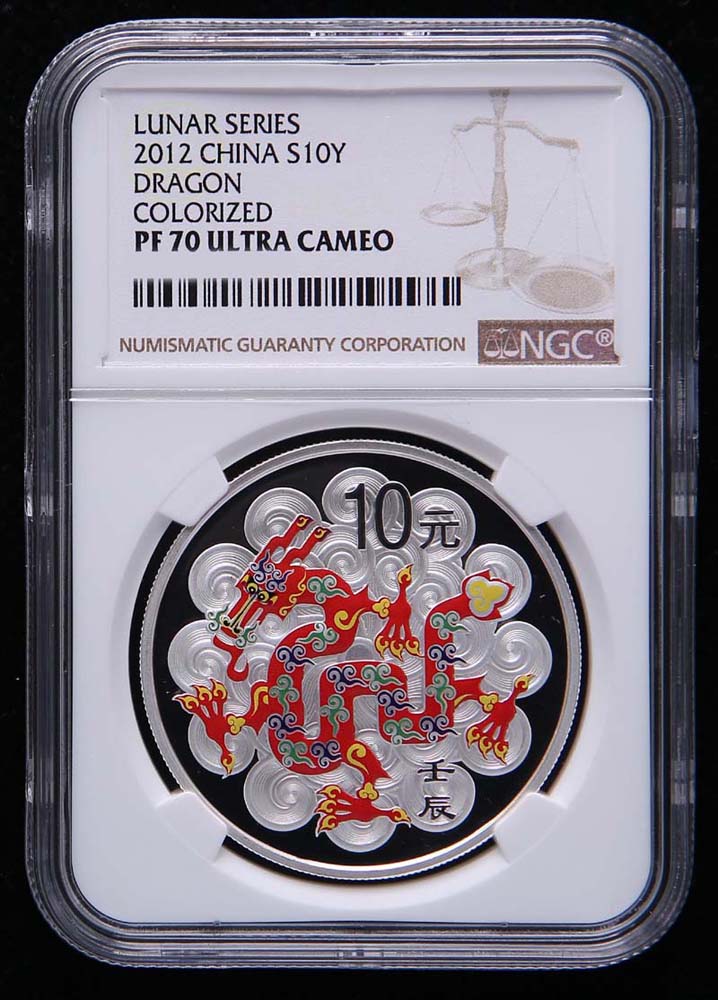 LUNAR SERIES
2012 CHINA S10Y
DRAGON
COLORIZED
PF 70 ULTRA CAMEO
NUMISMATIC GUARANTY CORPORATION
NGC®
10元
壬
辰